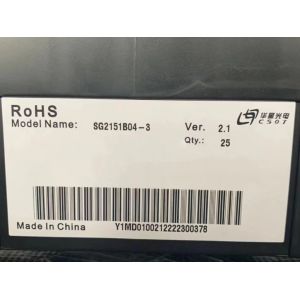 RoHS
华星光电
CSOT
Model Name: SG2151B04-3 Ver. 2.1
Qty.: 25
Made in China Y1MD0100212222300378